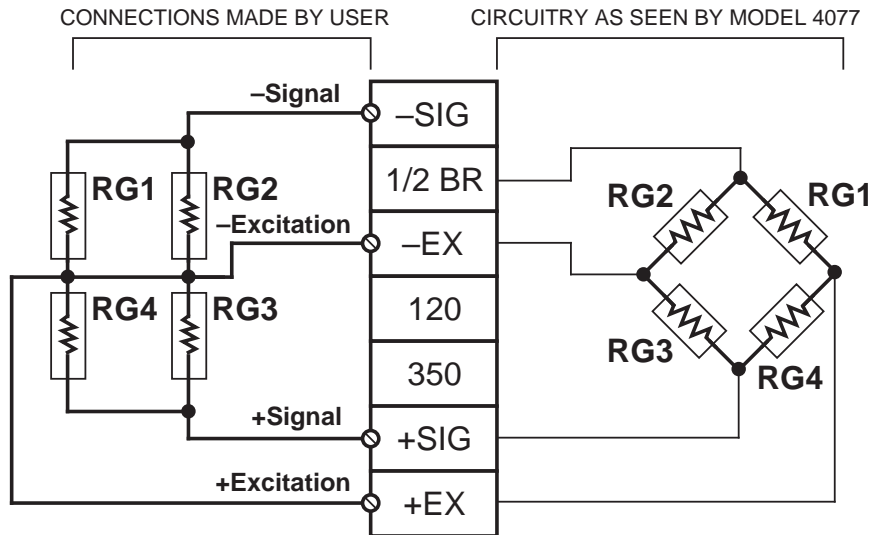 CONNECTIONS MADE BY USER
CIRCUITRY AS SEEN BY MODEL 4077
–Signal
–SIG
RG1
RG2
1/2 BR
–Excitation
–EX
RG4
RG3
120
350
+Signal
+SIG
+Excitation
+EX
RG2
RG1
RG3
RG4